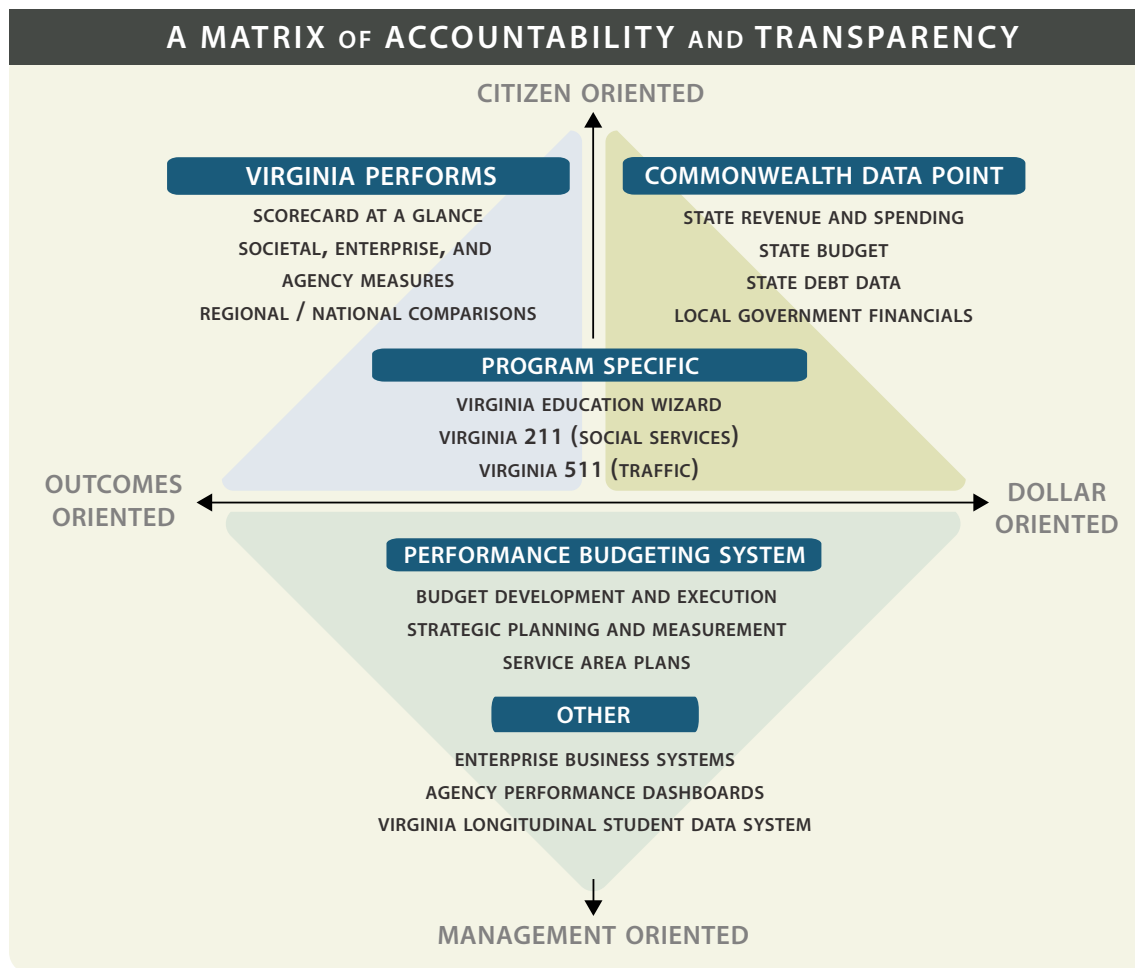 A MATRIX OF ACCOUNTABILITY AND TRANSPARENCY
CITIZEN ORIENTED
VIRGINIA PERFORMS
SCORECARD AT A GLANCE
SOCIETAL, ENTERPRISE, AND
AGENCY MEASURES
REGIONAL / NATIONAL COMPARISONS
COMMONWEALTH DATA POINT
STATE REVENUE AND SPENDING
STATE BUDGET
STATE DEBT DATA
LOCAL GOVERNMENT FINANCIALS
PROGRAM SPECIFIC
VIRGINIA EDUCATION WIZARD
VIRGINIA 211 (SOCIAL SERVICES)
VIRGINIA 511 (TRAFFIC)
OUTCOMES
ORIENTED
DOLLAR
ORIENTED
PERFORMANCE BUDGETING SYSTEM
BUDGET DEVELOPMENT AND EXECUTION
STRATEGIC PLANNING AND MEASUREMENT
SERVICE AREA PLANS
OTHER
ENTERPRISE BUSINESS SYSTEMS
AGENCY PERFORMANCE DASHBOARDS
VIRGINIA LONGITUDINAL STUDENT DATA SYSTEM
MANAGEMENT ORIENTED